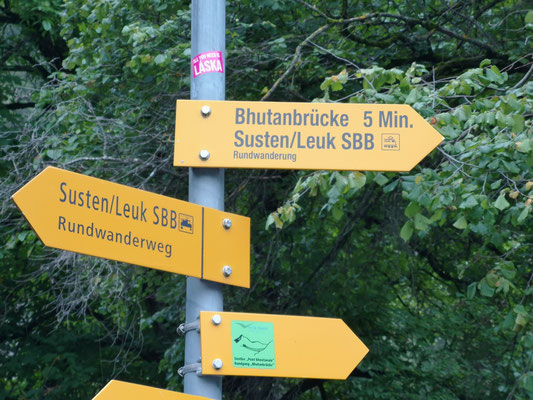 LASKA
Bhutanbrücke 5 Min.
Susten/Leuk SBB
Rundwanderung
Susten/Leuk SBB
Rundwanderweg